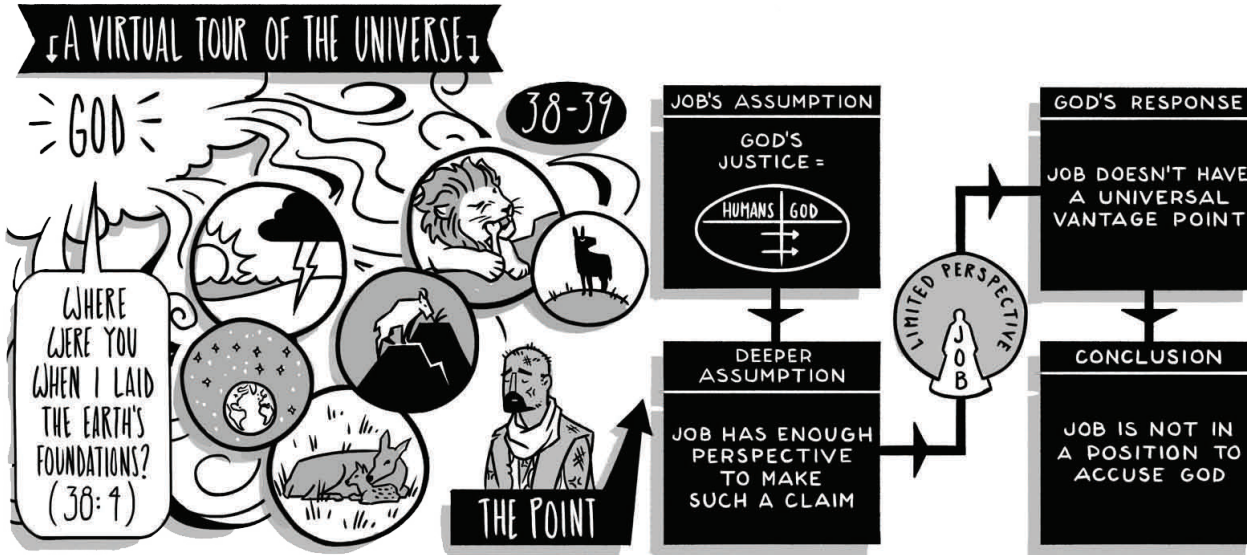 A VIRTUAL TOUR OF THE UNIVERSE
GOD
38-39
WHERE
WERE YOU
WHEN I LAID
THE EARTH'S
FOUNDATIONS?
(38:4)
THE POINT
JOB'S ASSUMPTION
GOD'S
JUSTICE =
HUMANS GOD
DEEPER
ASSUMPTION
JOB HAS ENOUGH
PERSPECTIVE
TO MAKE
SUCH A CLAIM
LIMITED PERSPECTIVE
JOB
GOD'S RESPONSE
JOB DOESN'T HAVE
A UNIVERSAL
VANTAGE POINT
CONCLUSION
JOB IS NOT IN
A POSITION TO
ACCUSE GOD